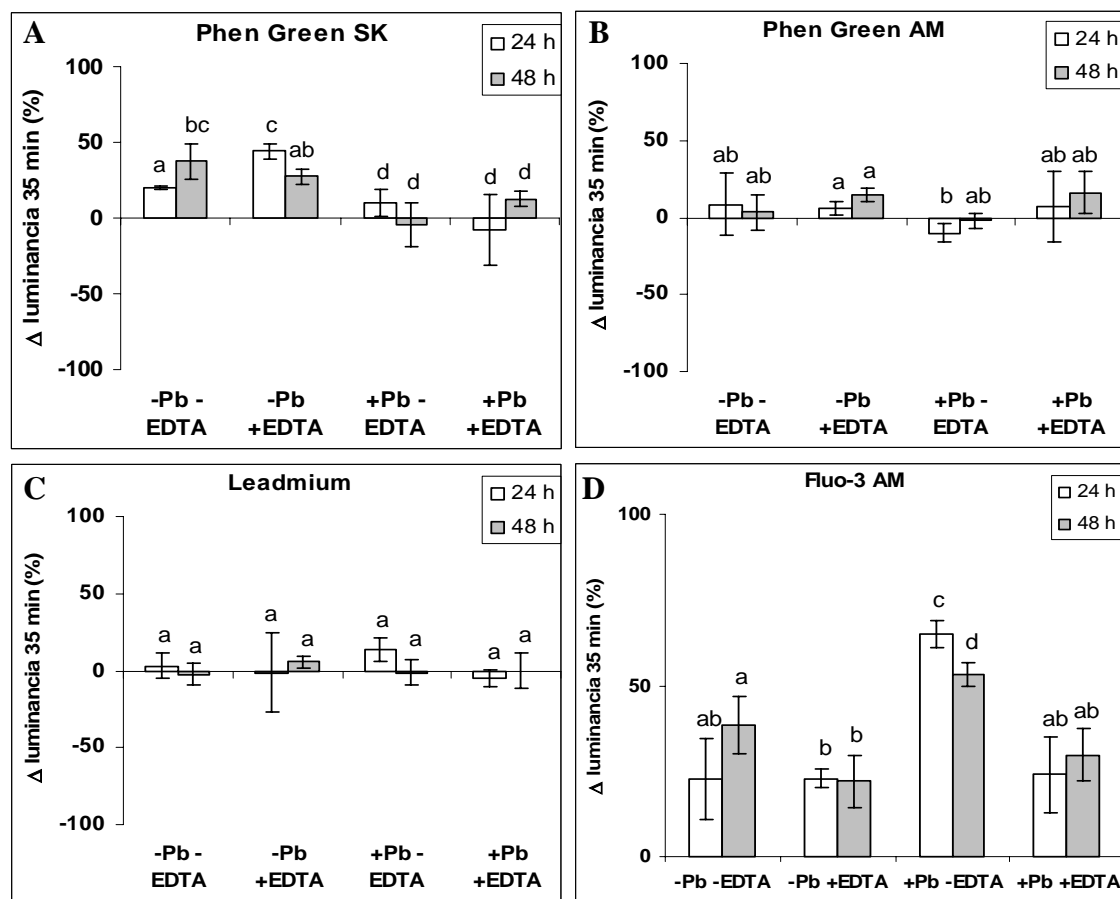 A
Phen Green SK
24 h
48 h
Δ luminancia 35 min (%)
100
50
0
-50
-100
a
bc
c
ab
d
d
d
d
-Pb - -Pb +Pb - +Pb
EDTA +EDTA EDTA +EDTA
B
Phen Green AM
24 h
48 h
Δ luminancia 35 min (%)
100
50
0
-50
-100
ab
ab
a
a
b
ab
ab ab
-Pb - -Pb +Pb - +Pb
EDTA +EDTA EDTA +EDTA
C
Leadmium
24 h
48 h
Δ luminancia 35 min (%)
100
50
0
-50
-100
a
a
a
a
a
a
a
a
-Pb - -Pb +Pb - +Pb
EDTA +EDTA EDTA +EDTA
D
Fluo-3 AM
24 h
48 h
Δ luminancia 35 min (%)
100
50
0
ab
a
b b
c
d
ab
ab
-Pb -EDTA -Pb +EDTA +Pb -EDTA +Pb +EDTA